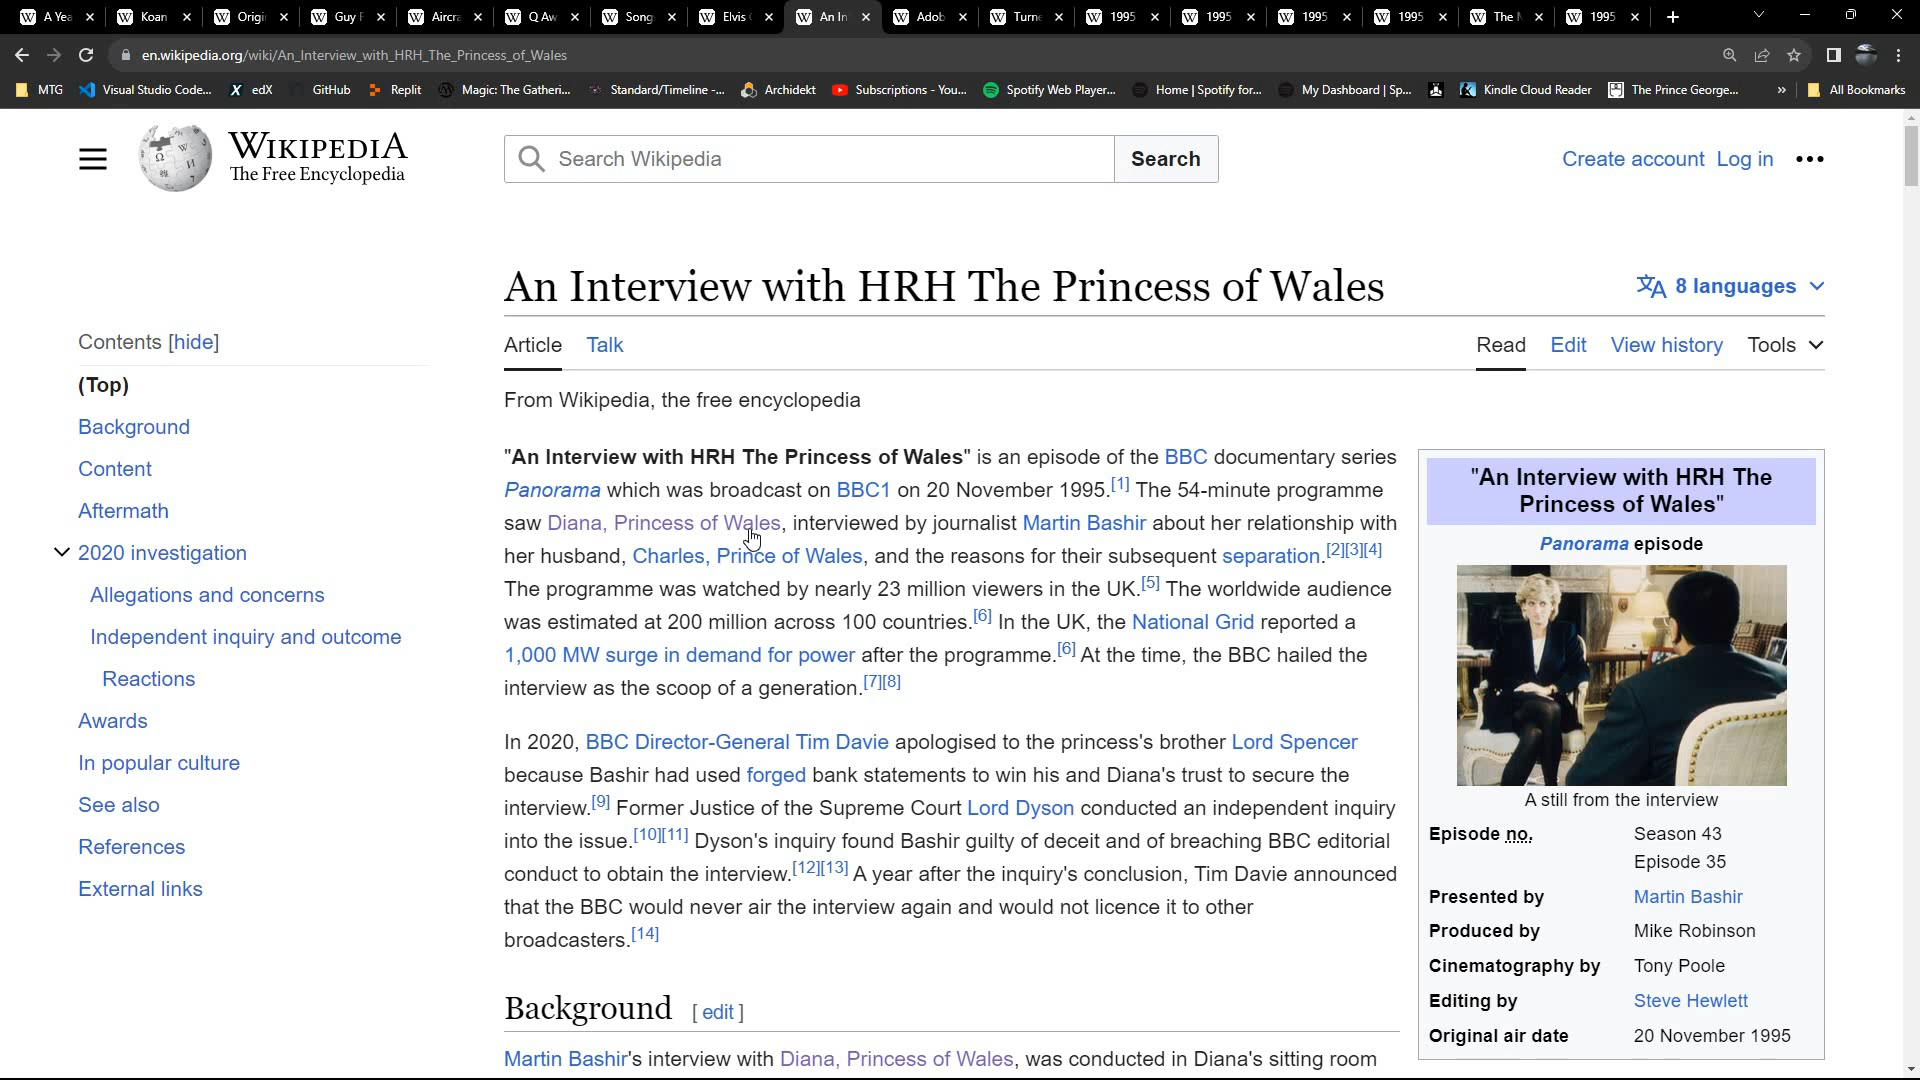 A Yea
Koan
Origi
Guy F
Aircra
Q Aw
Song
Elvis
An In
Adob
Turne
1995
1995
1995
1995
The
1995
en.wikipedia.org/wiki/An_Interview_with_HRH_The_Princess_of_Wales
MTG
Visual Studio Code...
edX
GitHub
Replit
Magic: The Gatheri...
Standard/Timeline -...
Archidekt
Subscriptions - You...
Spotify Web Player...
Home | Spotify for...
My Dashboard | Sp...
Kindle Cloud Reader
The Prince George...
»
All Bookmarks
WIKIPEDIA
The Free Encyclopedia
Search Wikipedia
Search
Create account Log in
An Interview with HRH The Princess of Wales
8 languages
Contents [hide]
(Top)
Background
Content
Aftermath
2020 investigation
Allegations and concerns
Independent inquiry and outcome
Reactions
Awards
In popular culture
See also
References
External links
Article Talk
Read Edit View history Tools
From Wikipedia, the free encyclopedia
"An Interview with HRH The Princess of Wales" is an episode of the BBC documentary series
Panorama which was broadcast on BBC1 on 20 November 1995.[1] The 54-minute programme
saw Diana, Princess of Wales, interviewed by journalist Martin Bashir about her relationship with
her husband, Charles, Prince of Wales, and the reasons for their subsequent separation.[2][3][4]
The programme was watched by nearly 23 million viewers in the UK.[5] The worldwide audience
was estimated at 200 million across 100 countries.[6] In the UK, the National Grid reported a
1,000 MW surge in demand for power after the programme.[6] At the time, the BBC hailed the
interview as the scoop of a generation.[7][8]
In 2020, BBC Director-General Tim Davie apologised to the princess's brother Lord Spencer
because Bashir had used forged bank statements to win his and Diana's trust to secure the
interview.[9] Former Justice of the Supreme Court Lord Dyson conducted an independent inquiry
into the issue.[10][11] Dyson's inquiry found Bashir guilty of deceit and of breaching BBC editorial
conduct to obtain the interview.[12][13] A year after the inquiry's conclusion, Tim Davie announced
that the BBC would never air the interview again and would not licence it to other
broadcasters.[14]
Background [ edit ]
Martin Bashir's interview with Diana, Princess of Wales, was conducted in Diana's sitting room
"An Interview with HRH The
Princess of Wales"
Panorama episode
A still from the interview
Episode no. Season 43
Episode 35
Presented by Martin Bashir
Produced by Mike Robinson
Cinematography by Tony Poole
Editing by Steve Hewlett
Original air date 20 November 1995